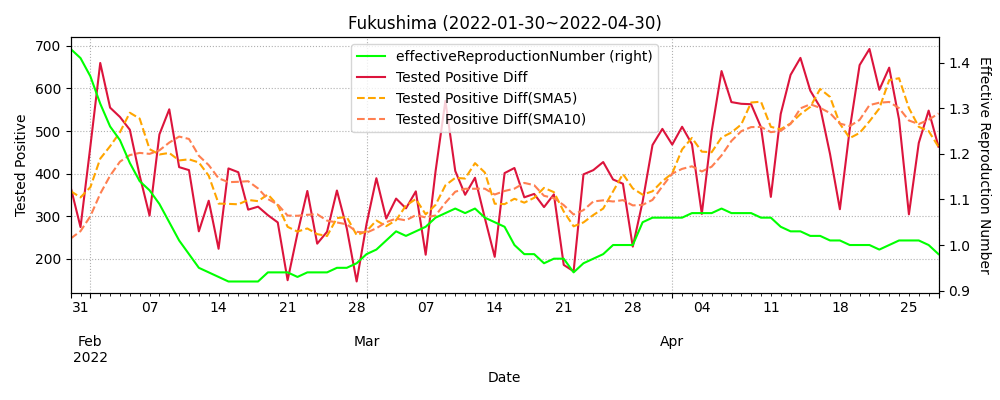 Fukushima (2022-01-30~2022-04-30)
effectiveReproductionNumber (right)
Tested Positive Diff
Tested Positive Diff(SMA5)
Tested Positive Diff(SMA10)
Tested Positive
700
600
500
400
300
200
1.4
1.3
1.2
1.1
1.0
0.9
Effective Reproduction Number
31 07 14 21 28 07 14 21 28 04 11 18 25
Feb Mar Apr
2022
Date